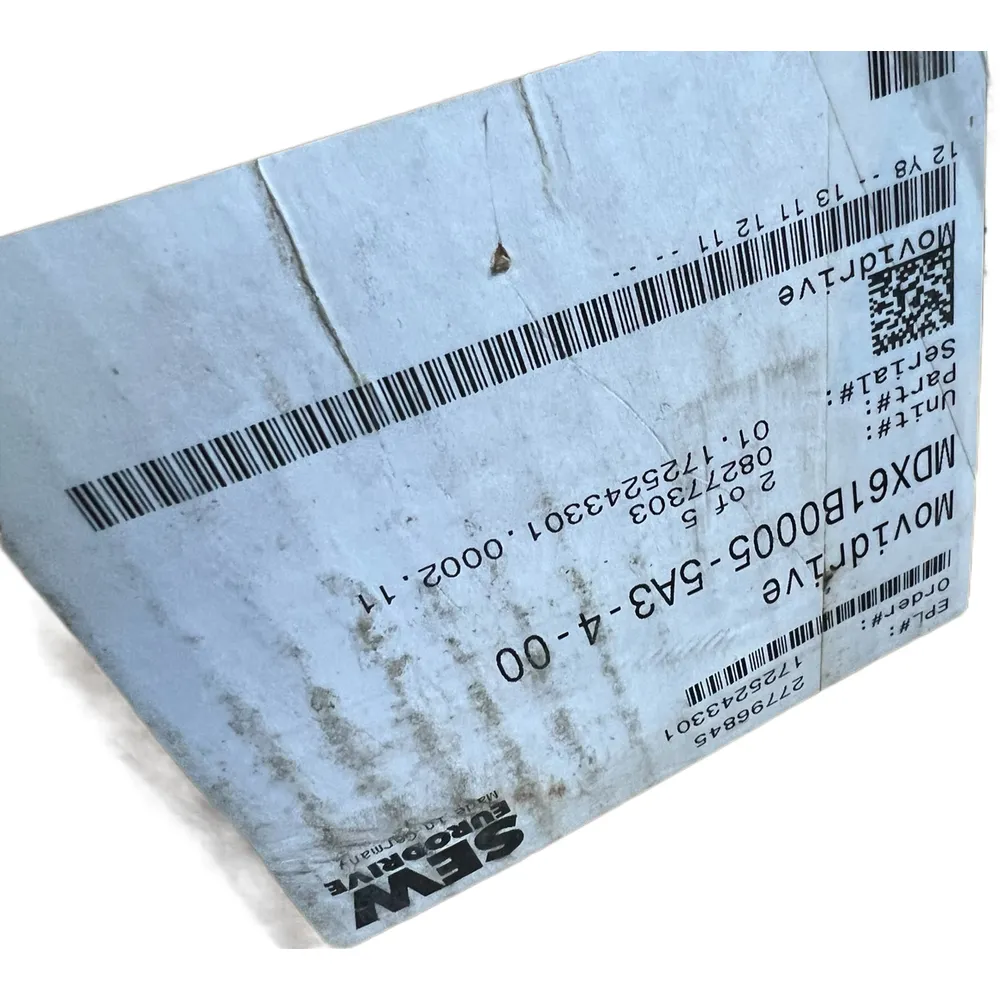 SEW
EURODRIVE
Made in Germany
EPL#: 27796845
Order#: 1725243301
Movidrive
MDX61B0005-5A3-4-00
Unit#: 2 of 5
Part#: 08277303
Serial#: 01.1725243301.0002.11
Movidrive
12 Y8 -- 13 11 12 11 -- --